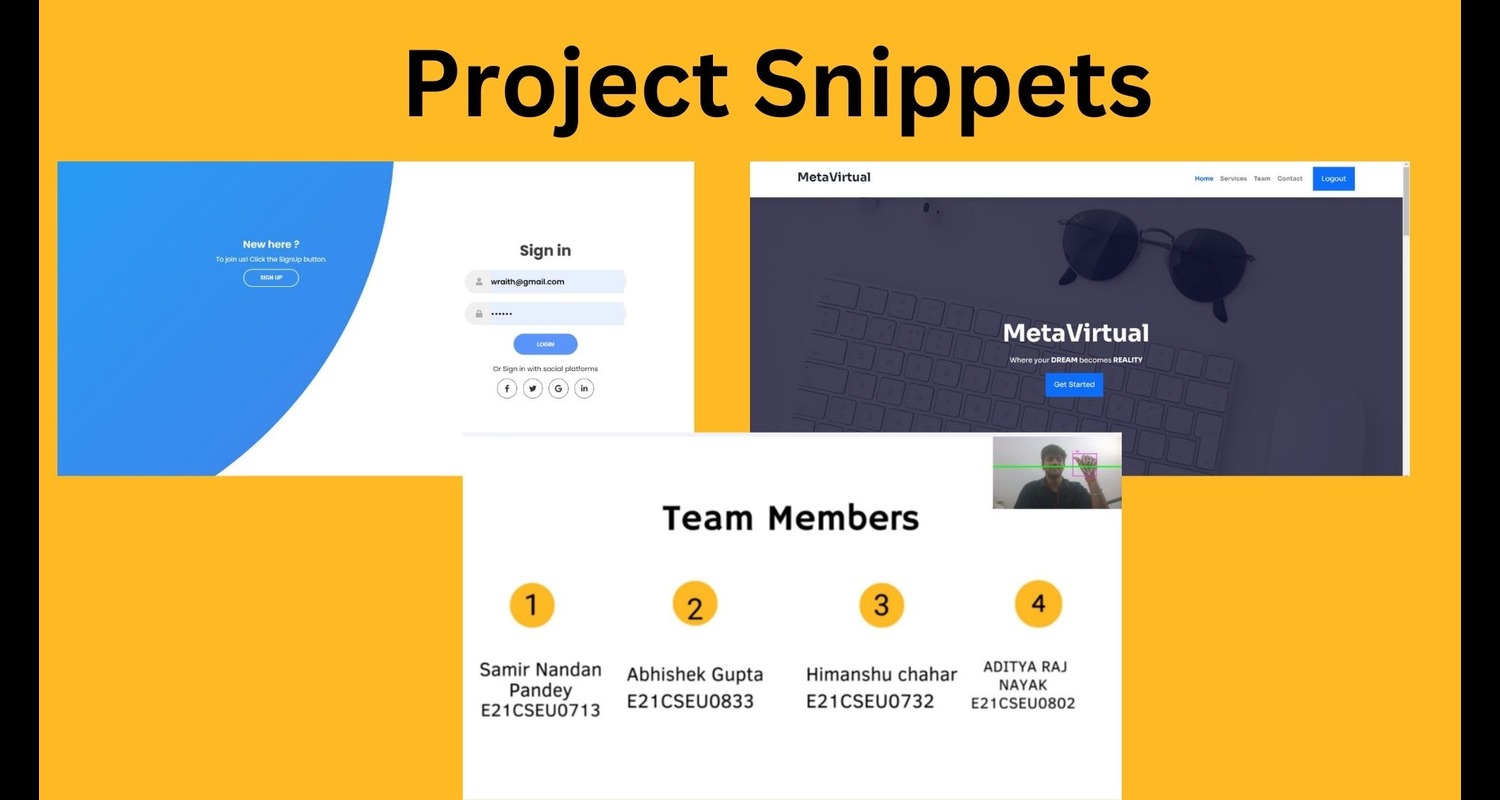 Project Snippets
New here ?
To join us! Click the SignUp button.
SIGN UP
Sign in
wraith@gmail.com
••••••
LOGIN
Or Sign in with social platforms
MetaVirtual
Home Services Team Contact Logout
MetaVirtual
Where your DREAM becomes REALITY
Get Started
Team Members
1 2 3 4
Samir Nandan
Pandey
E21CSEU0713
Abhishek Gupta
E21CSEU0833
Himanshu chahar
E21CSEU0732
ADITYA RAJ
NAYAK
E21CSEU0802